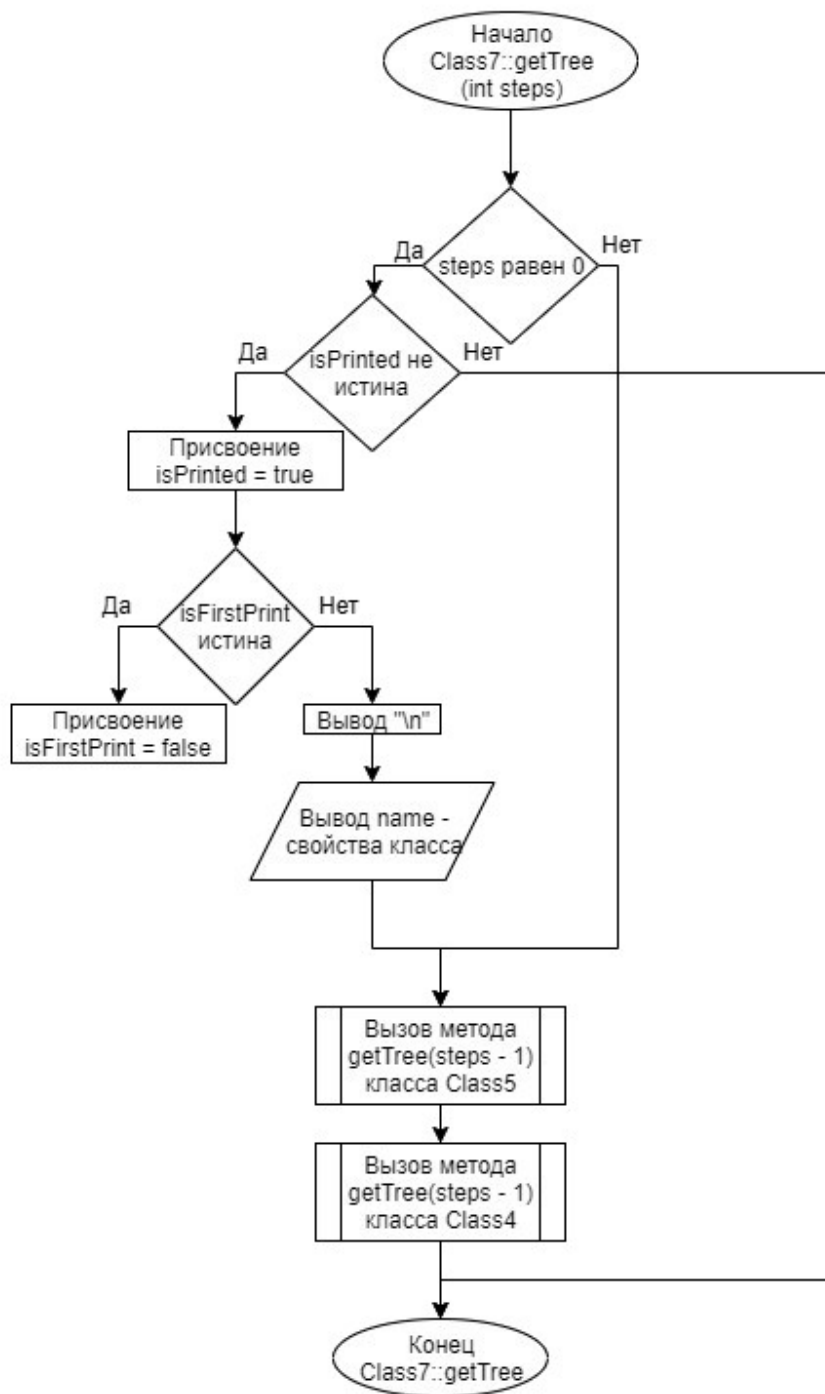 Начало
Class7::getTree
(int steps)
Да
Нет
steps равен 0
Да
isPrinted не
истина
Нет
Присвоение
isPrinted = true
Да
isFirstPrint
истина
Нет
Присвоение
isFirstPrint = false
Вывод "\n"
Вывод name -
свойства класса
Вызов метода
getTree(steps - 1)
класса Class5
Вызов метода
getTree(steps - 1)
класса Class4
Конец
Class7::getTree